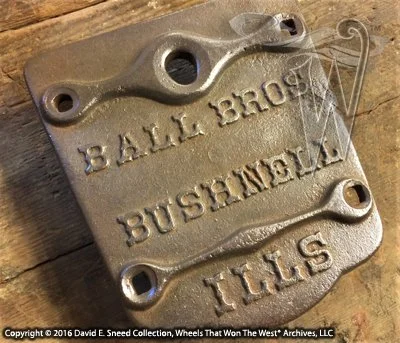 BALL BROS.
BUSHNELL
ILLS
Copyright © 2016 David E. Sneed Collection, Wheels That Won The West® Archives, LLC